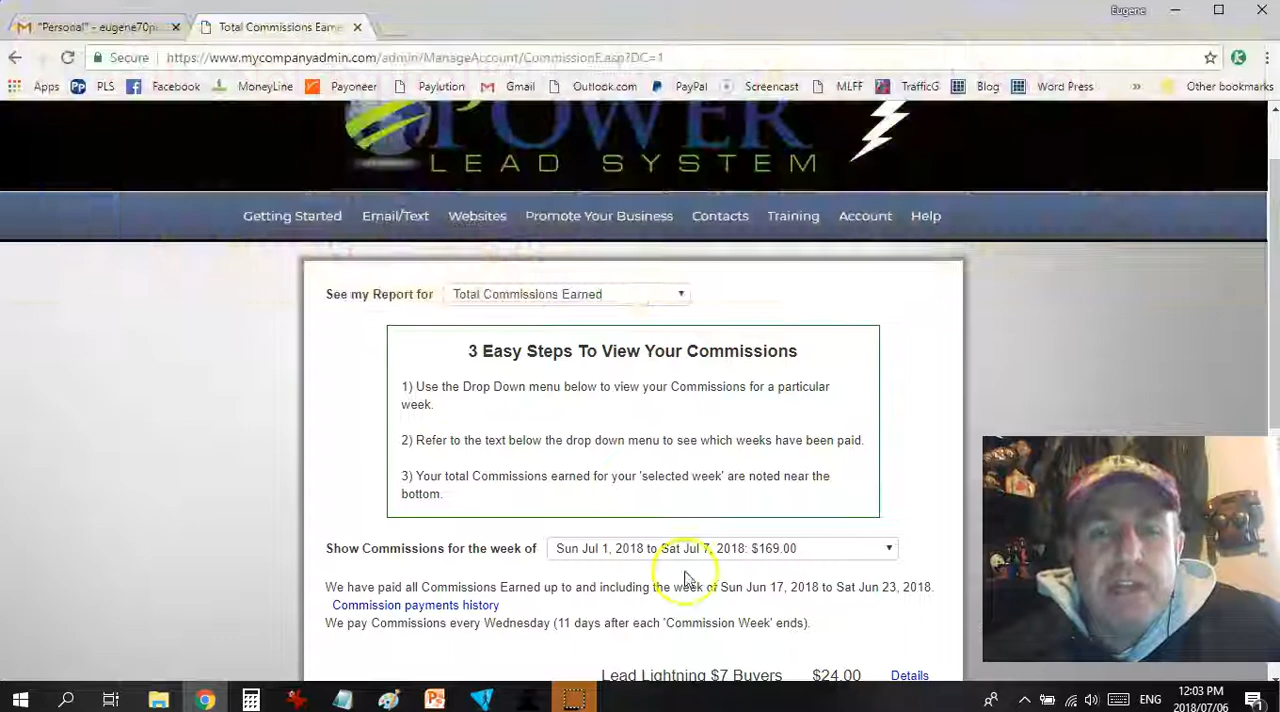 Eugene
"Personal" – eugene70pi
Total Commissions Earne
Secure
https://www.mycompanyadmin.com/admin/ManageAccount/CommissionE.asp?DC=1
Apps
PP
PLS
Facebook
MoneyLine
Payoneer
Paylution
Gmail
Outlook.com
PayPal
Screencast
MLFF
TrafficG
Blog
Word Press
»
Other bookmarks
POWER
LEAD SYSTEM
Getting Started
Email/Text
Websites
Promote Your Business
Contacts
Training
Account
Help
See my Report for
Total Commissions Earned
3 Easy Steps To View Your Commissions
1) Use the Drop Down menu below to view your Commissions for a particular
week.
2) Refer to the text below the drop down menu to see which weeks have been paid.
3) Your total Commissions earned for your 'selected week' are noted near the
bottom.
Show Commissions for the week of
Sun Jul 1, 2018 to Sat Jul 7, 2018: $169.00
We have paid all Commissions Earned up to and including the week of Sun Jun 17, 2018 to Sat Jun 23, 2018.
Commission payments history
We pay Commissions every Wednesday (11 days after each 'Commission Week' ends).
Lead Lightning $7 Buyers
$24.00
Details
ENG
12:03 PM
2018/07/06